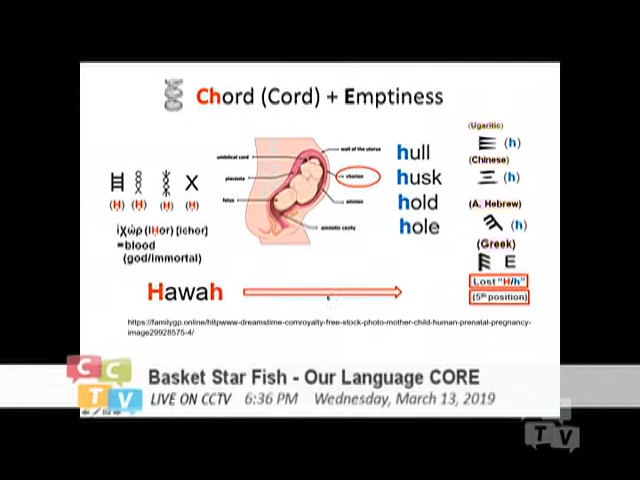 Chord (Cord) + Emptiness
(Ugaritic)
(h)
(Chinese)
(h)
(A. Hebrew)
(h)
(Greek)
E
Lost "H/h"
(5th position)
wall of the uterus
umbilical cord
placenta
chorion
fetus
amnion
amniotic cavity
hull
husk
hold
hole
(H) (H) (H) (H)
ἰχώρ (iHor) [ichor]
=blood
(god/immortal)
Hawah
https://familygp.online/httpwww-dreamstime-comroyalty-free-stock-photo-mother-child-human-prenatal-pregnancy-
image29928575-4/
CCTV
Basket Star Fish - Our Language CORE
LIVE ON CCTV 6:36 PM Wednesday, March 13, 2019
TV